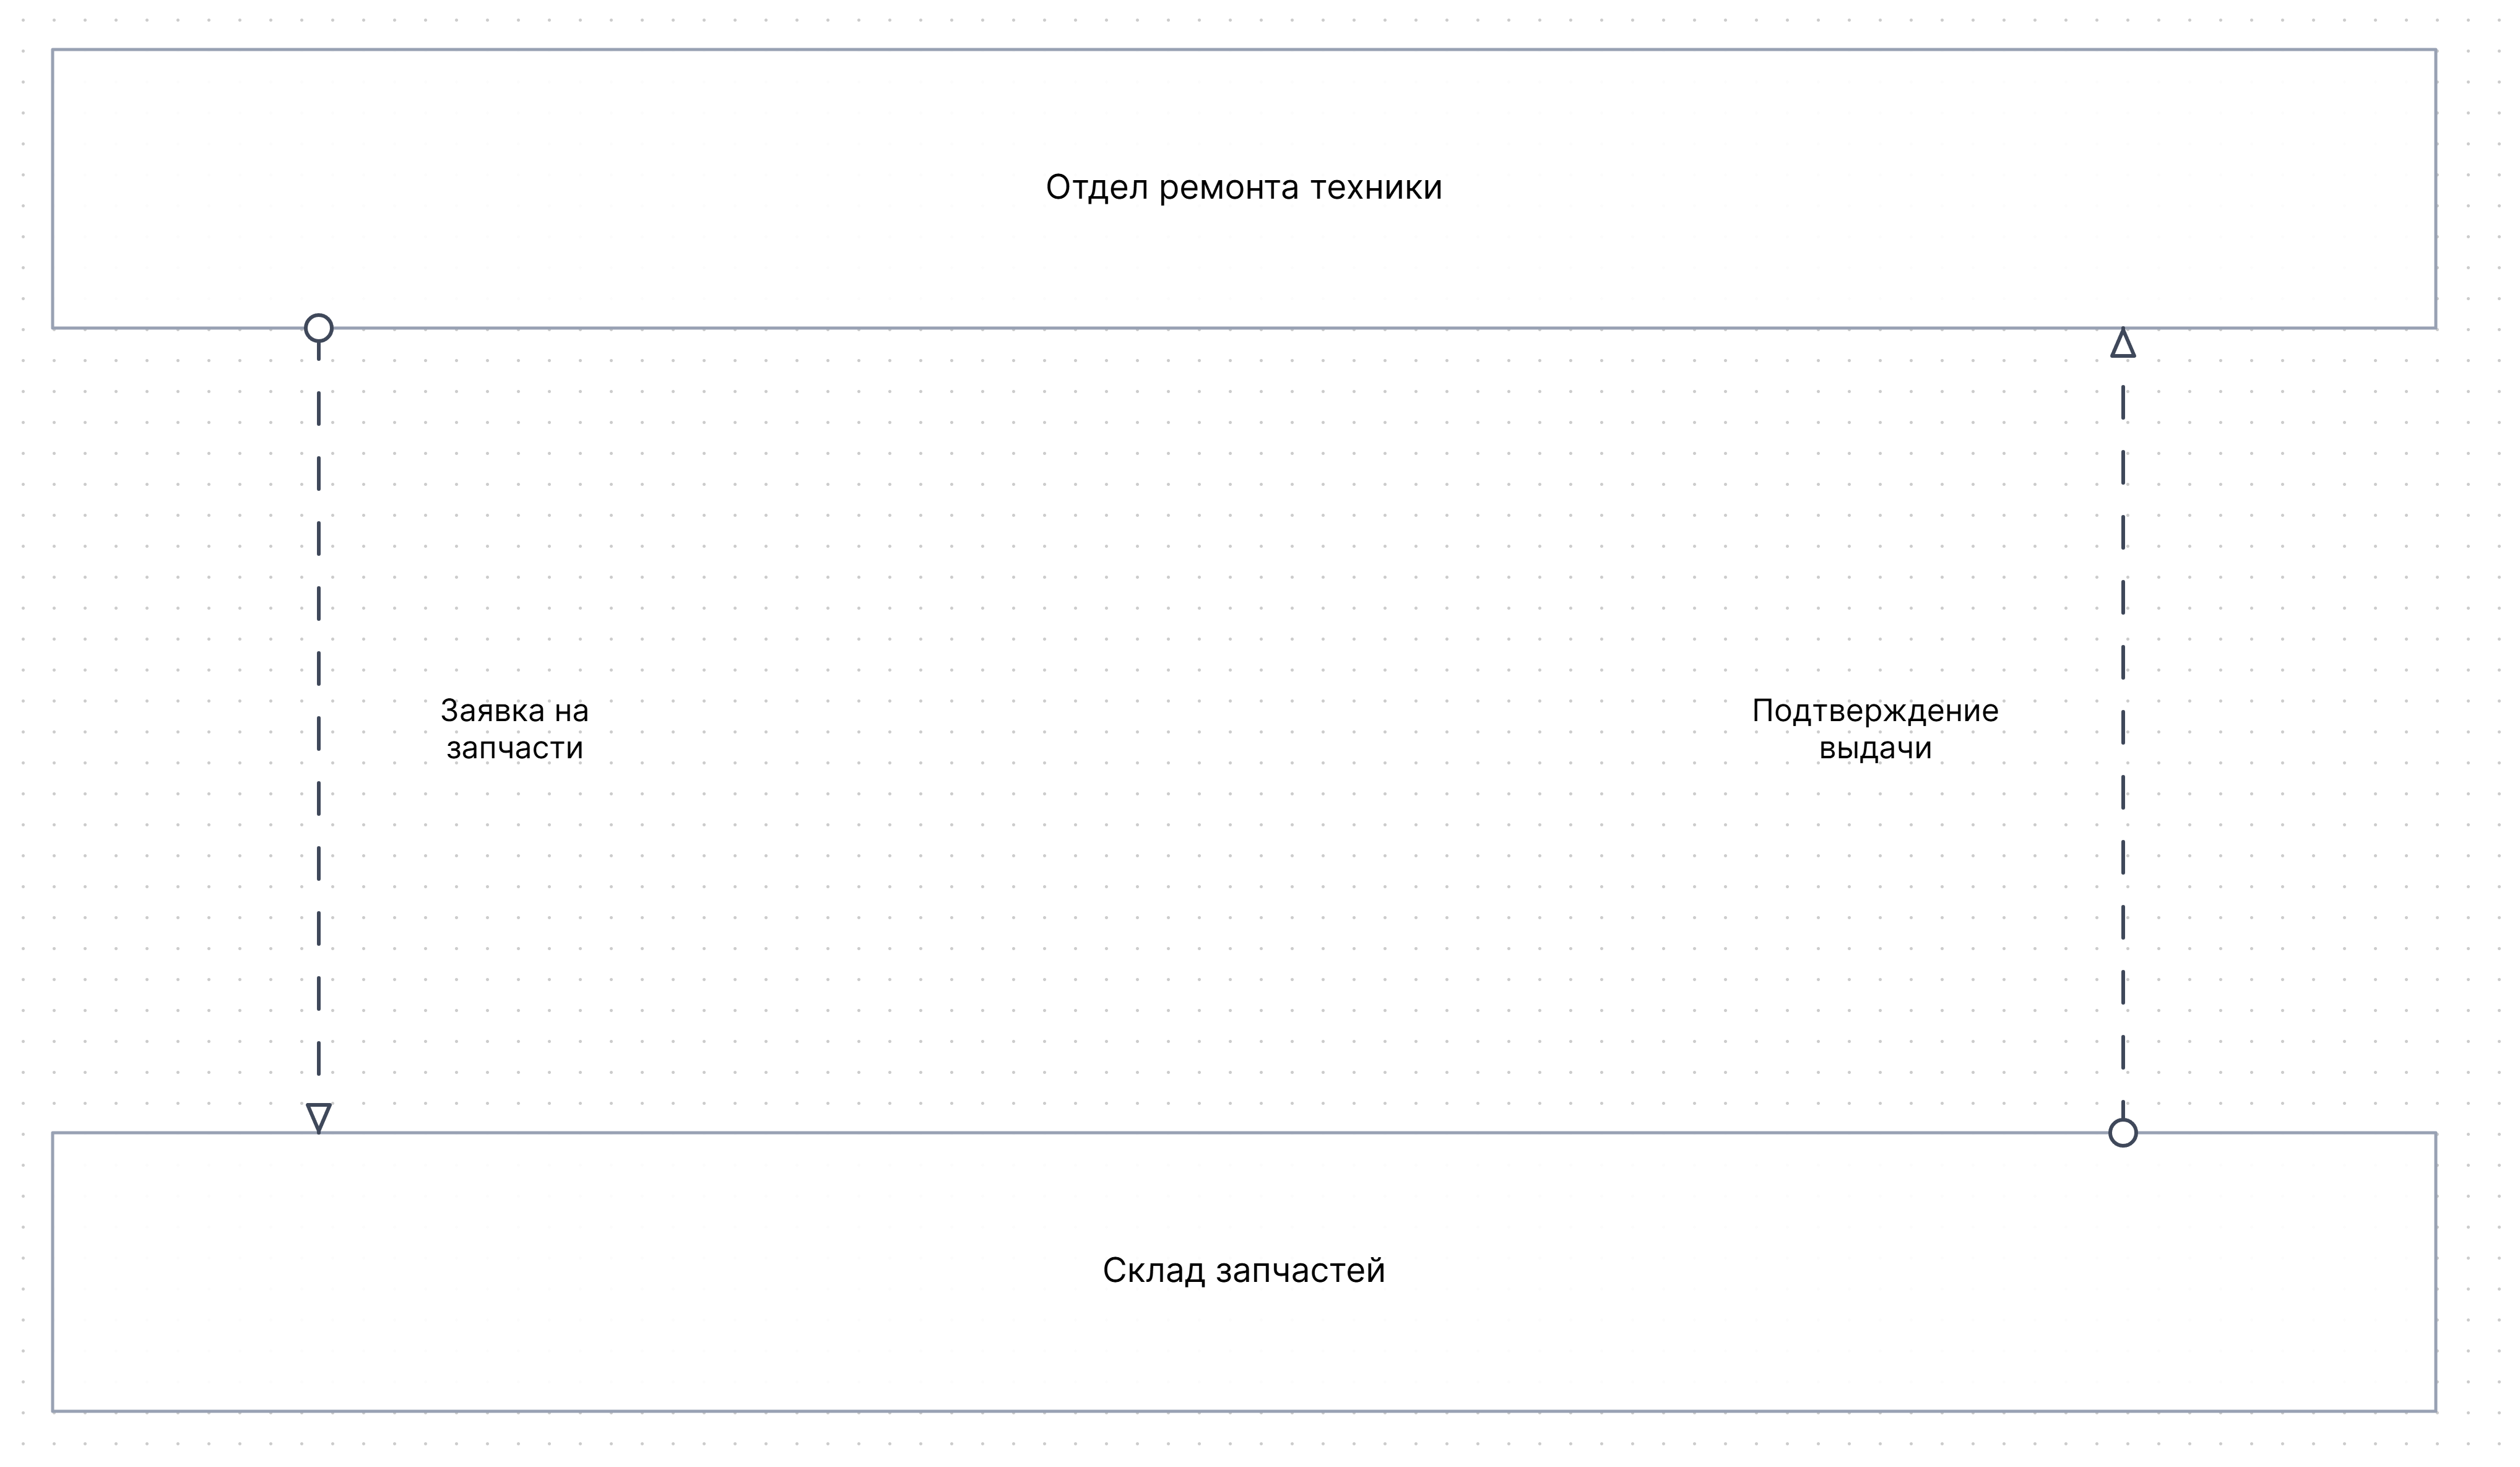 Отдел ремонта техники
Заявка на
запчасти
Подтверждение
выдачи
Склад запчастей